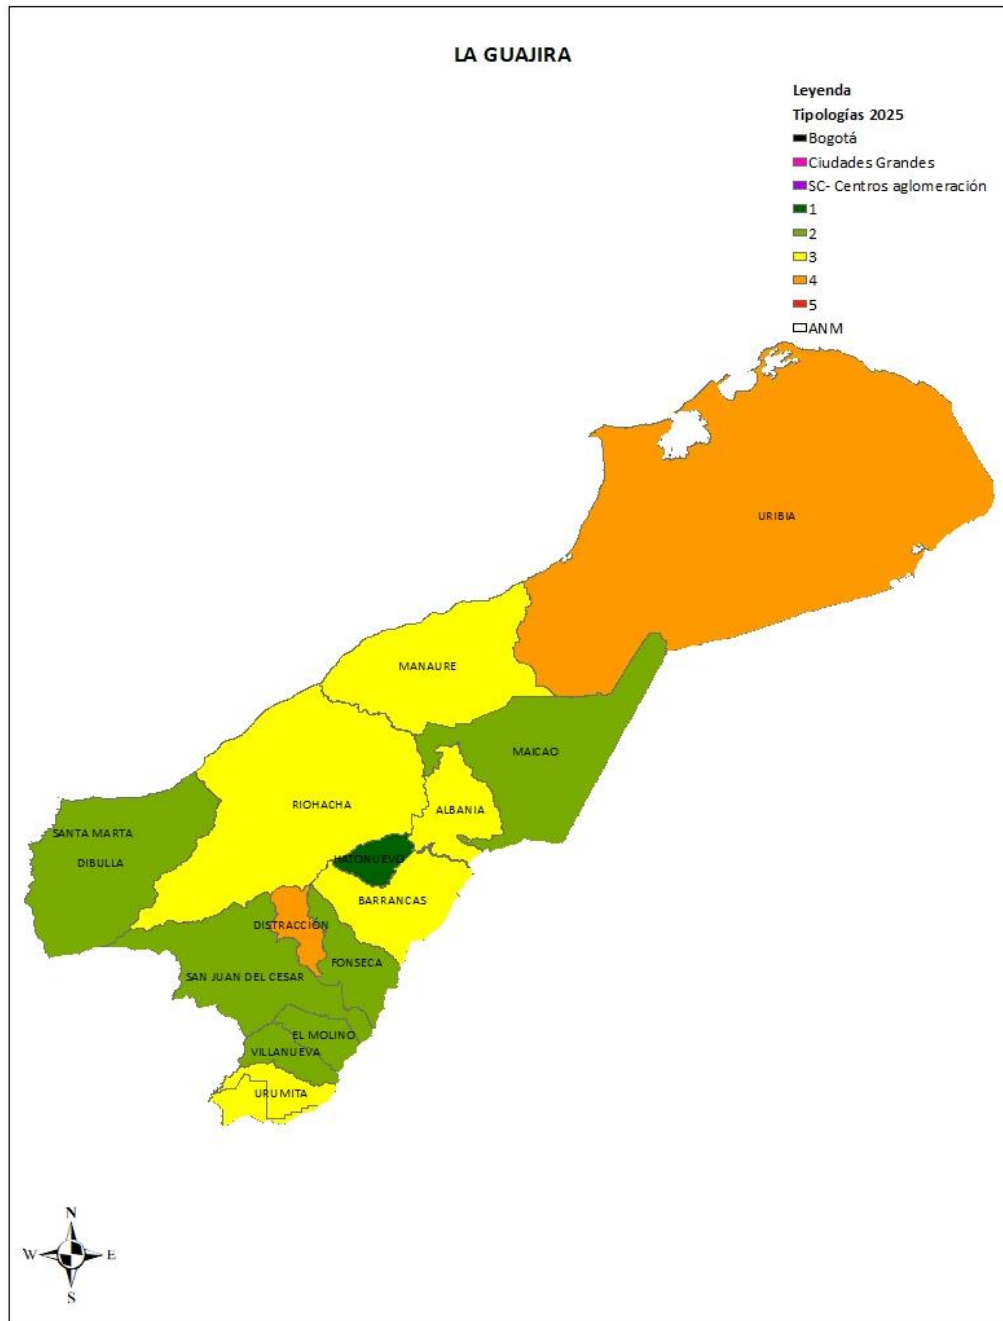 LA GUAJIRA
Leyenda
Tipologías 2025
Bogotá
Ciudades Grandes
SC- Centros aglomeración
1
2
3
4
5
ANM
URIBIA
MANAURE
MAICAO
RIOHACHA
ALBANIA
SANTA MARTA
DIBULLA
HATONUEVO
BARRANCAS
DISTRACCIÓN
FONSECA
SAN JUAN DEL CESAR
EL MOLINO
VILLANUEVA
URUMITA
N
W
E
S